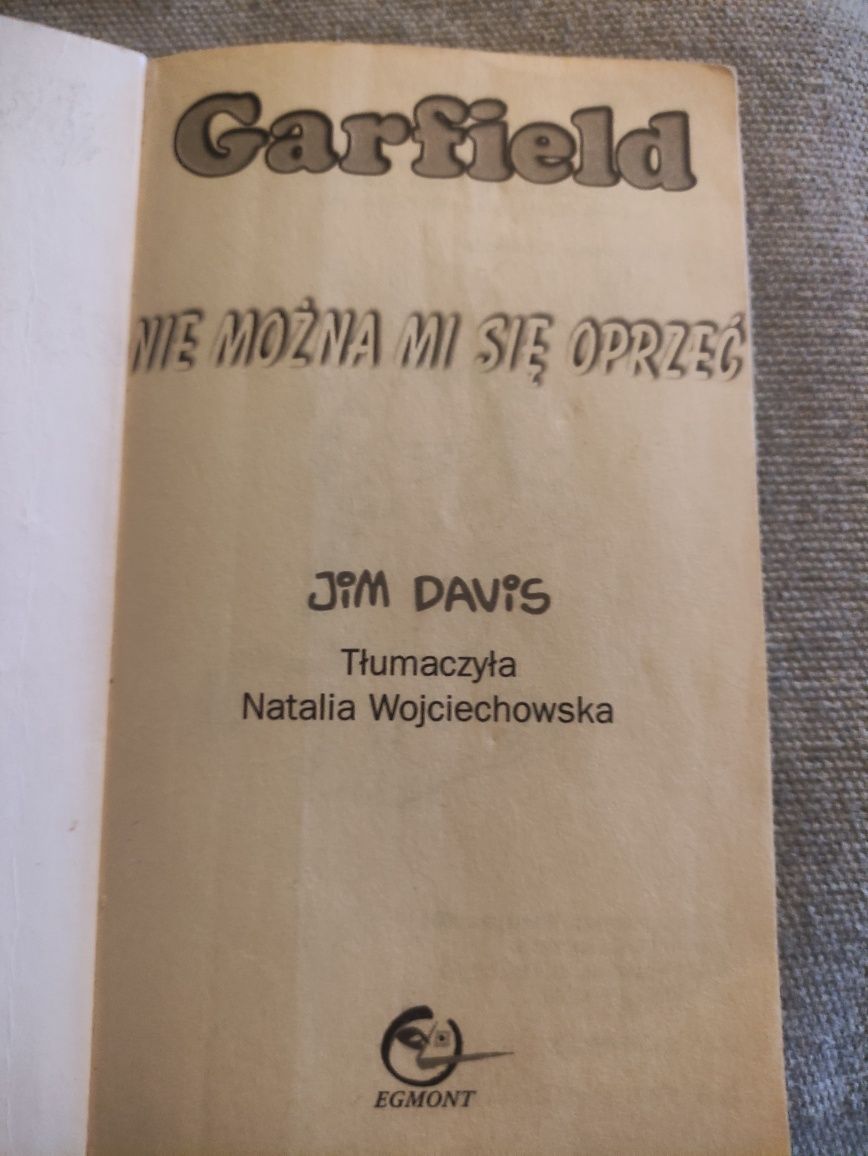 Garfield
NIE MOŻNA MI SIĘ OPRZEĆ
JiM DAViS
Tłumaczyła
Natalia Wojciechowska
EGMONT